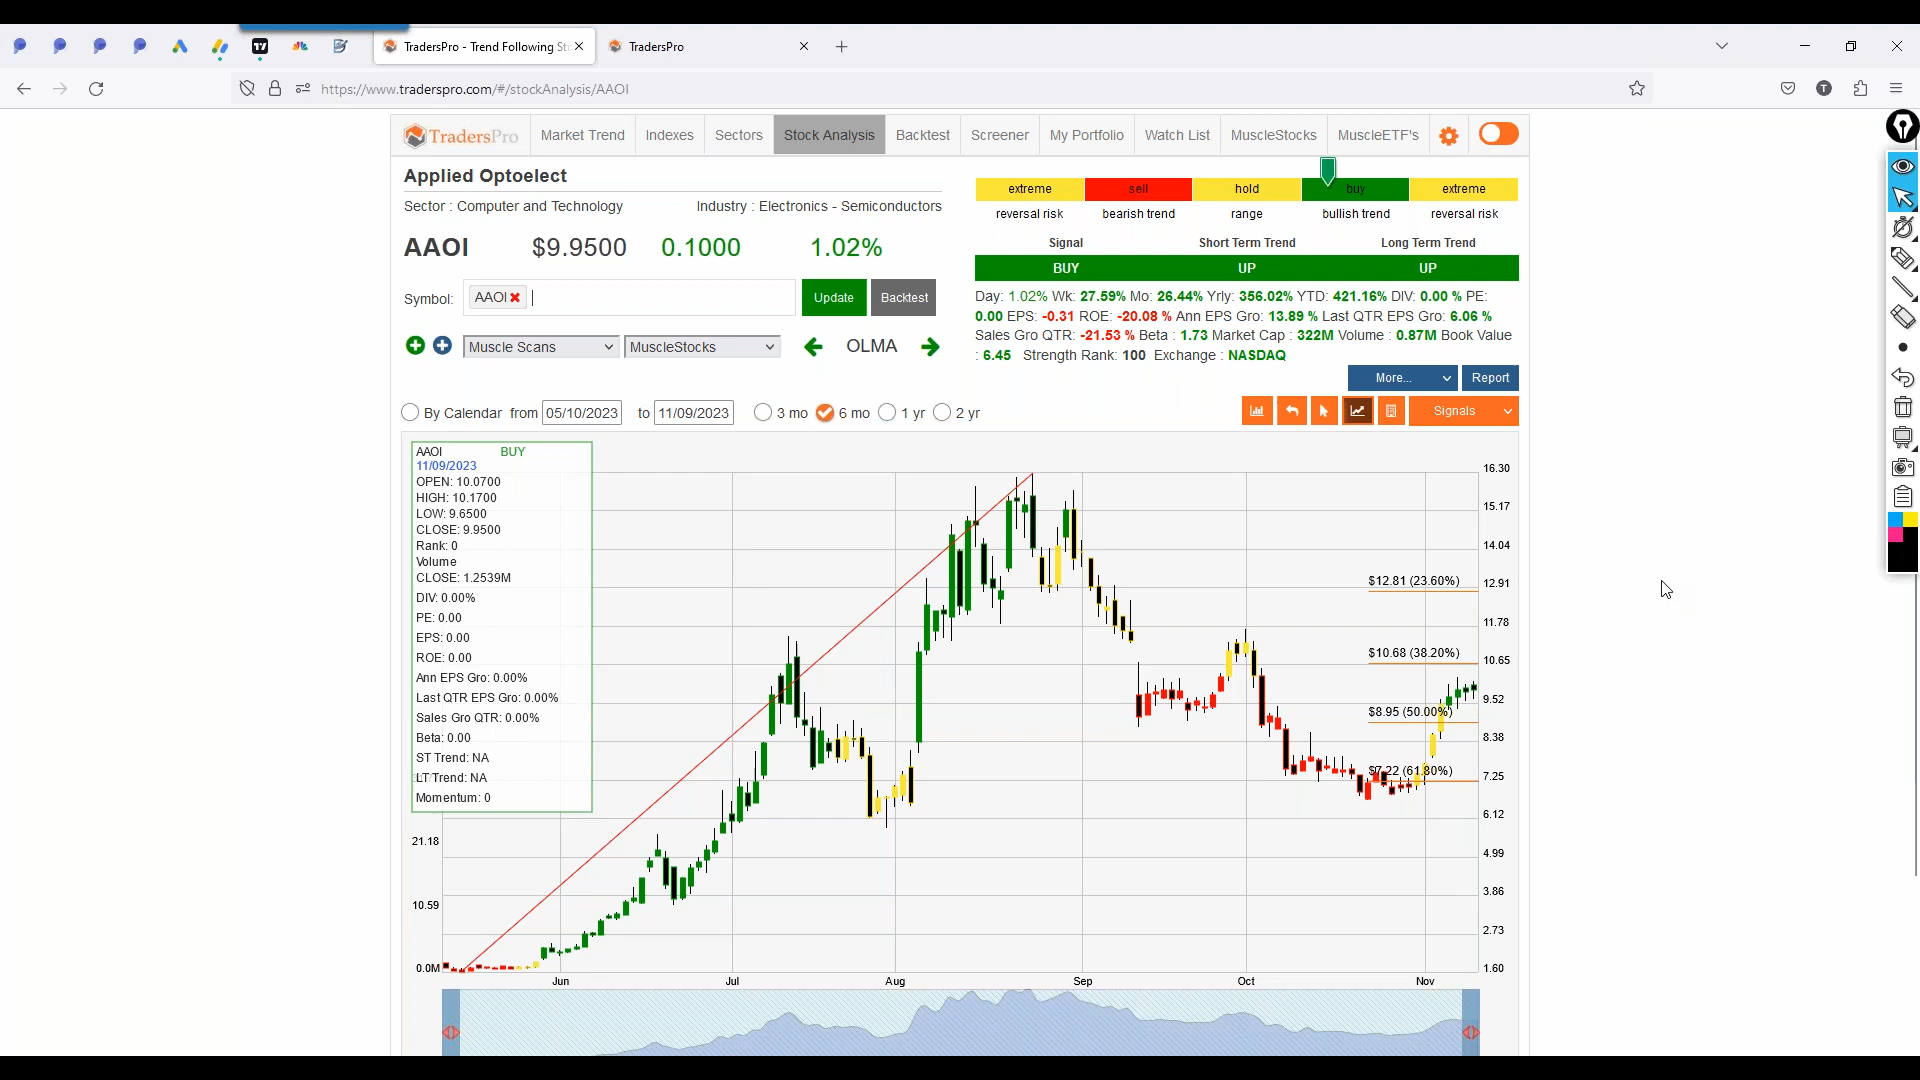 TradersPro - Trend Following Sto
TradersPro
https://www.traderspro.com/#/stockAnalysis/AAOI
TradersPro
Market Trend
Indexes
Sectors
Stock Analysis
Backtest
Screener
My Portfolio
Watch List
MuscleStocks
MuscleETF's
Applied Optoelect
Sector : Computer and Technology
Industry : Electronics - Semiconductors
AAOI
$9.9500
0.1000
1.02%
Symbol:
AAOI
Update
Backtest
Muscle Scans
MuscleStocks
OLMA
extreme
sell
hold
buy
extreme
reversal risk
bearish trend
range
bullish trend
reversal risk
Signal
Short Term Trend
Long Term Trend
BUY
UP
UP
Day: 1.02% Wk: 27.59% Mo: 26.44% Yrly: 356.02% YTD: 421.16% DIV: 0.00 % PE:
0.00 EPS: -0.31 ROE: -20.08 % Ann EPS Gro: 13.89 % Last QTR EPS Gro: 6.06 %
Sales Gro QTR: -21.53 % Beta : 1.73 Market Cap : 322M Volume : 0.87M Book Value
: 6.45 Strength Rank: 100 Exchange : NASDAQ
More...
Report
By Calendar from 05/10/2023 to 11/09/2023
3 mo
6 mo
1 yr
2 yr
Signals
AAOI BUY
11/09/2023
OPEN: 10.0700
HIGH: 10.1700
LOW: 9.6500
CLOSE: 9.9500
Rank: 0
Volume
CLOSE: 1.2539M
DIV: 0.00%
PE: 0.00
EPS: 0.00
ROE: 0.00
Ann EPS Gro: 0.00%
Last QTR EPS Gro: 0.00%
Sales Gro QTR: 0.00%
Beta: 0.00
ST Trend: NA
LT Trend: NA
Momentum: 0
21.18
10.59
0.0M
$12.81 (23.60%)
$10.68 (38.20%)
$8.95 (50.00%)
$7.22 (61.80%)
16.30
15.17
14.04
12.91
11.78
10.65
9.52
8.38
7.25
6.12
4.99
3.86
2.73
1.60
Jun
Jul
Aug
Sep
Oct
Nov